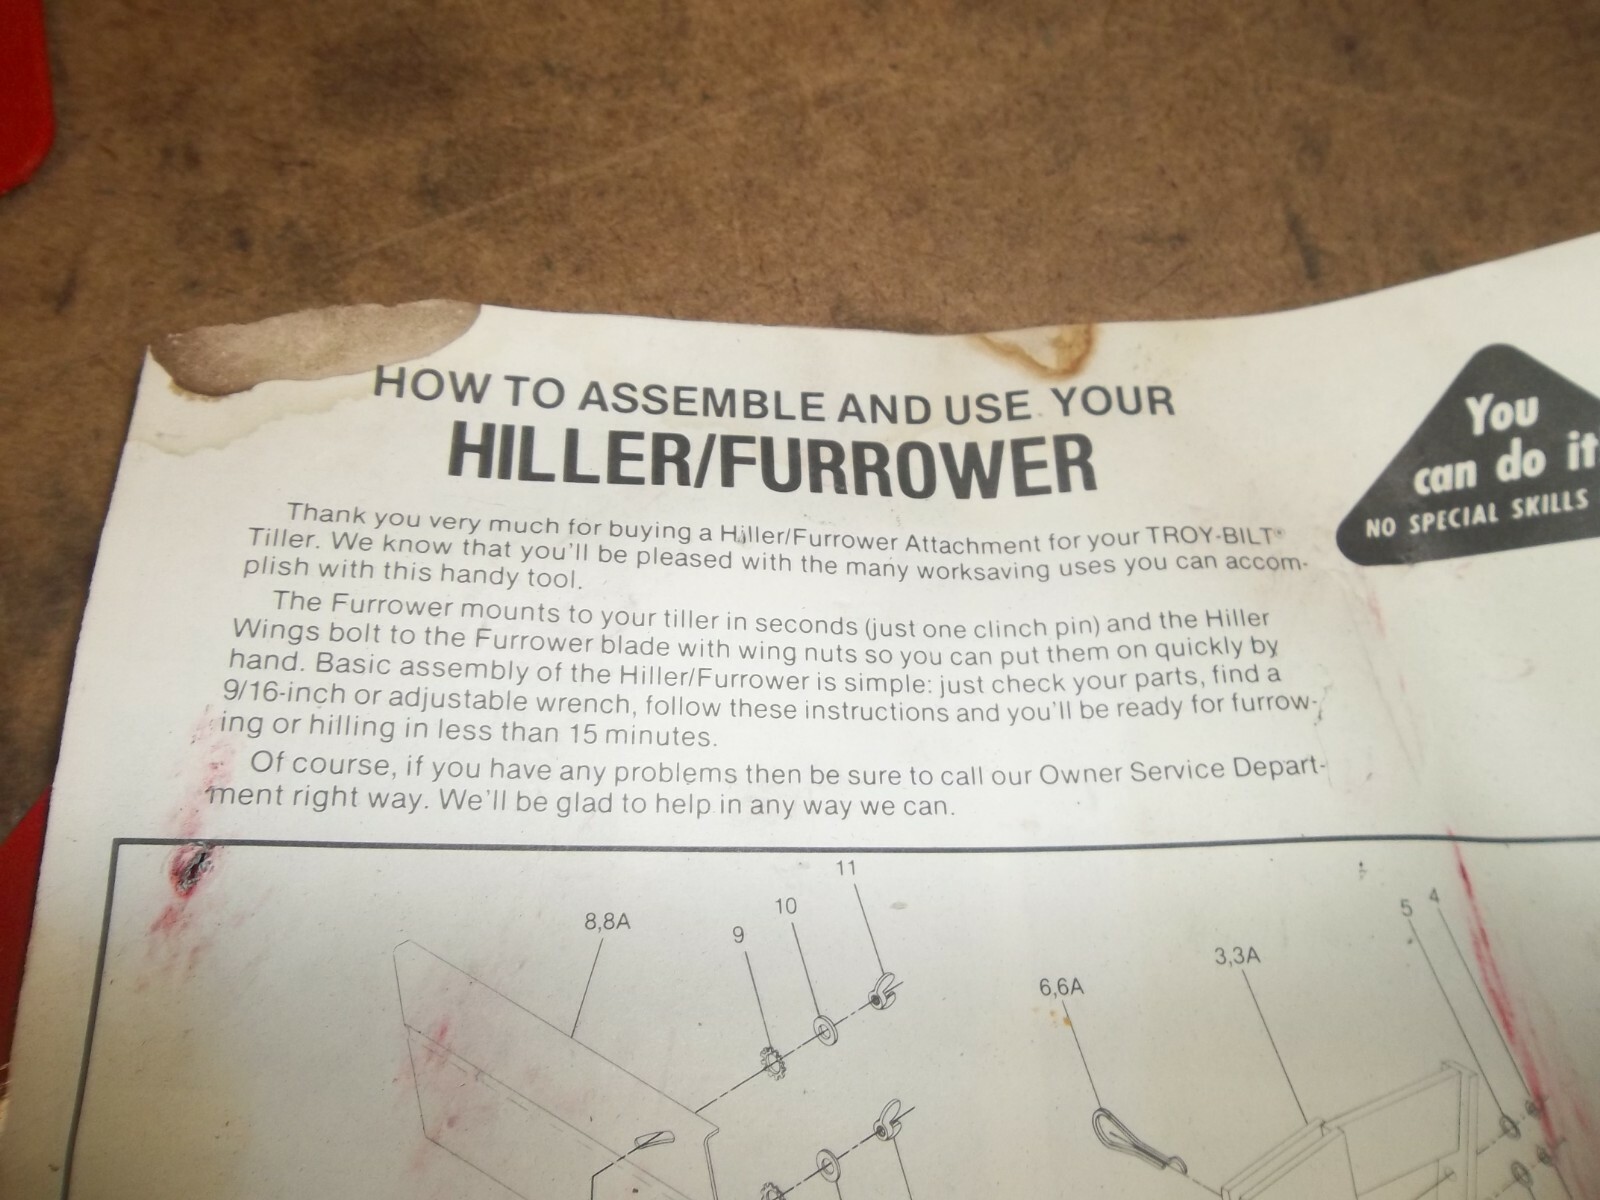 HOW TO ASSEMBLE AND USE YOUR
HILLER/FURROWER
You
can do it
NO SPECIAL SKILLS
Thank you very much for buying a Hiller/Furrower Attachment for your TROY-BILT®
Tiller. We know that you'll be pleased with the many worksaving uses you can accom-
plish with this handy tool.
The Furrower mounts to your tiller in seconds (just one clinch pin) and the Hiller
Wings bolt to the Furrower blade with wing nuts so you can put them on quickly by
hand. Basic assembly of the Hiller/Furrower is simple: just check your parts, find a
9/16-inch or adjustable wrench, follow these instructions and you'll be ready for furrow-
ing or hilling in less than 15 minutes.
Of course, if you have any problems then be sure to call our Owner Service Depart-
ment right way. We'll be glad to help in any way we can.
11
10
9
8,8A
5
4
3,3A
6,6A